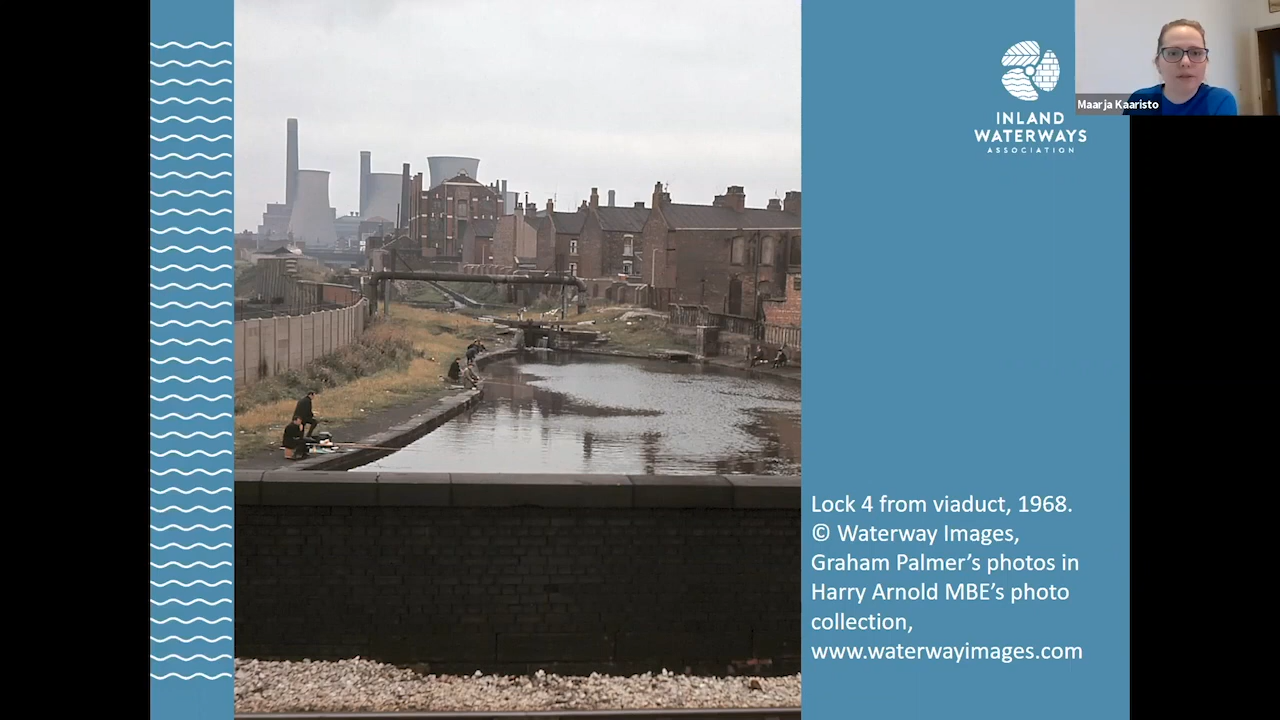 INLAND
WATERWAYS
ASSOCIATION
Maarja Kaaristo
Lock 4 from viaduct, 1968.
© Waterway Images,
Graham Palmer’s photos in
Harry Arnold MBE’s photo
collection,
www.waterwayimages.com